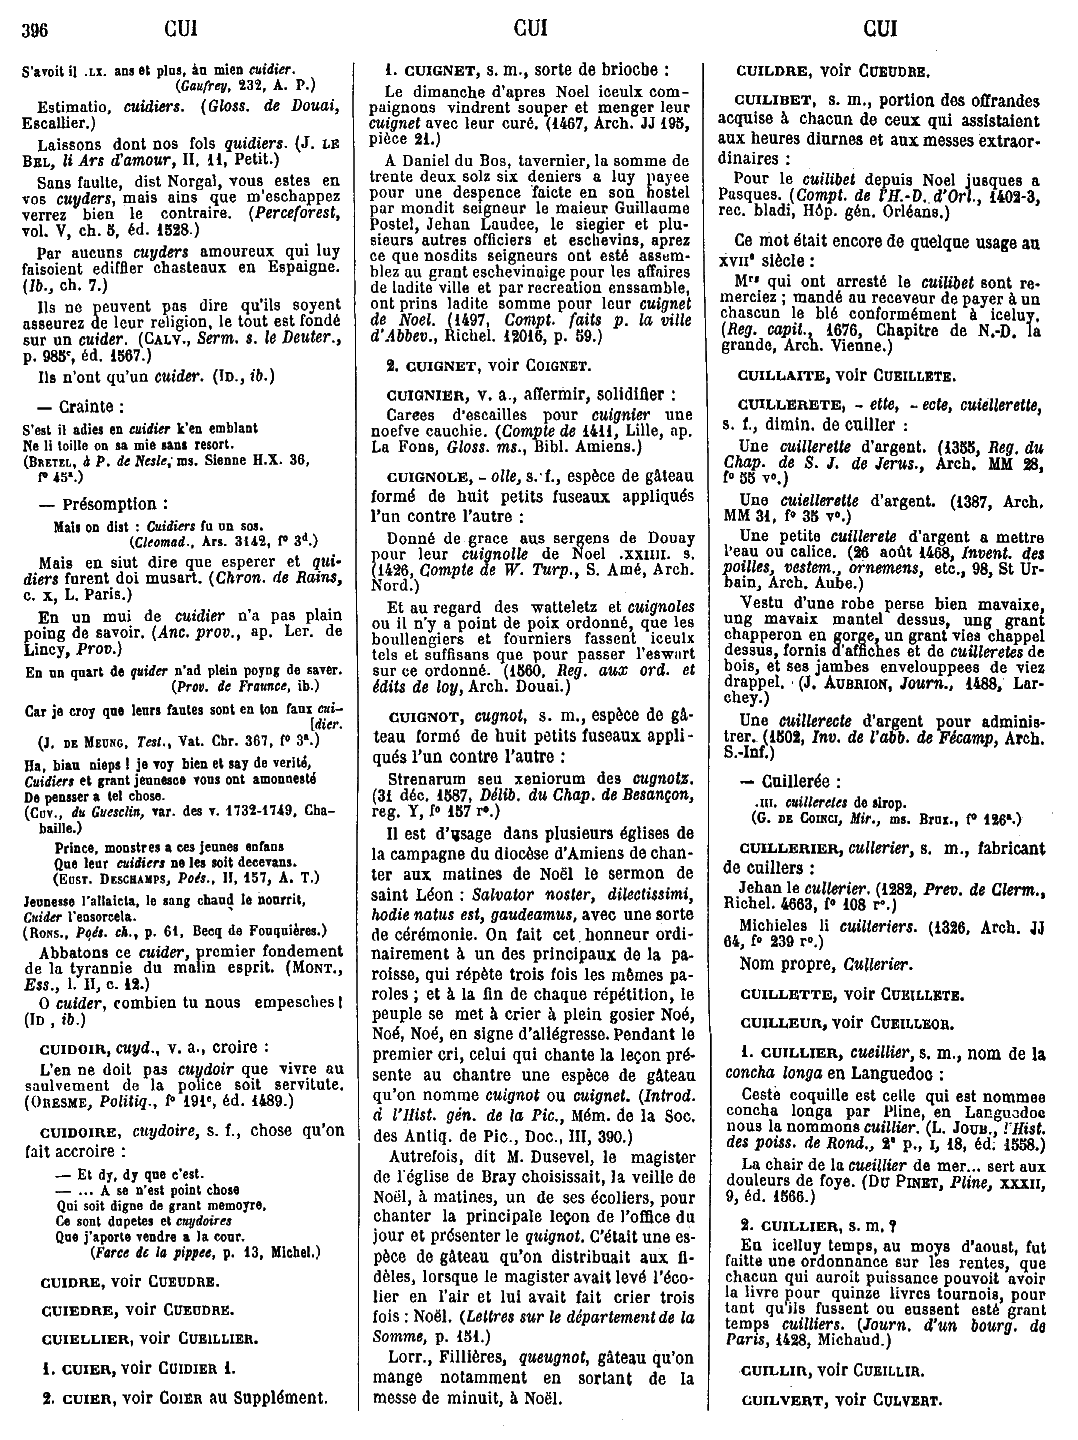 396 CUI CUI CUI
S'avoit il .LX. ans et plus, àu mien cuidier.
(Gaufrey, 232, A. P.)
Estimatio, cuidiers. (Gloss. de Douai,
Escallier.)
Laissons dont nos fols quidiers. (J. LE
BEL, li Ars d'amour, II, 11, Petit.)
Sans faulte, dist Norgal, vous estes en
vos cuyders, mais ains que m'eschappez
verrez bien le contraire. (Perceforest,
vol. V, ch. 5, éd. 1528.)
Par aucuns cuyders amoureux qui luy
faisoient edifier chasteaux en Espaigne.
(Ib., ch. 7.)
Ils ne peuvent pas dire qu'ils soyent
asseurez de leur religion, le tout est fondé
sur un cuider. (CALV., Serm. s. le Deuter.,
p. 985ᶜ, éd. 1567.)
Ils n'ont qu'un cuider. (ID., ib.)
— Crainte :
S'est il adies en cuidier k'en emblant
Ne li toille on sa mie sans resort.
(BRETEL, à P. de Nesle, ms. Sienne H.X. 36,
f° 45ᵃ.)
— Présomption :
Mais on dist : Cuidiers fu un sos.
(Cleomad., Ars. 3142, f° 3ᵈ.)
Mais en siut dire que esperer et qui-
diers furent doi musart. (Chron. de Rains,
c. X, L. Paris.)
En un mui de cuidier n'a pas plain
poing de savoir. (Anc. prov., ap. Ler. de
Lincy, Prov.)
En un quart de quider n'ad plein poyng de saver.
(Prov. de Fraunce, ib.)
Car je croy que leurs fautes sont en ton faux cui-
[dier.
(J. DE MEUNG, Test., Vat. Chr. 367, f° 3ᵃ.)
Ha, biau nieps ! je voy bien et say de verité,
Cuidiers et grant jeunesce vous ont amonnesté
De pensser a tel chose.
(CUV., du Guesclin, var. des v. 1732-1749, Cha-
baille.)
Prince, monstres a ces jeunes enfans
Que leur cuidiers ne les soit decevans.
(EUST. DESCHAMPS, Poés., II, 157, A. T.)
Jeunesse l'allaicta, le sang chaud le nourrit,
Cuider l'ensorcela.
(RONS., Poés. ch., p. 61, Becq de Fouquières.)
Abbatons ce cuider, premier fondement
de la tyrannie du malin esprit. (MONT.,
Ess., l. II, c. 12.)
O cuider, combien tu nous empesches !
(ID , ib.)
CUIDOIR, cuyd., v. a., croire :
L'en ne doit pas cuydoir que vivre au
saulvement de la police soit servitute.
(ORESME, Politiq., f° 191ᶜ, éd. 1489.)
CUIDOIRE, cuydoire, s. f., chose qu'on
fait accroire :
— Et dy, dy que c'est.
— ... A se n'est point chose
Qui soit digne de grant memoyre,
Ce sont dupetes et cuydoires
Que j'aporte vendre a la cour.
(Farce de la pippee, p. 13, Michel.)
CUIDRE, voir CUEUDRE.
CUIEDRE, voir CUEUDRE.
CUIELLIER, voir CUEILLIER.
1. CUIER, voir CUIDIER 1.
2. CUIER, voir COIER au Supplément.
1. CUIGNET, s. m., sorte de brioche :
Le dimanche d'apres Noel iceulx com-
paignons vindrent souper et menger leur
cuignet avec leur curé. (1467, Arch. JJ 195,
pièce 21.)
A Daniel du Bos, tavernier, la somme de
trente deux solz six deniers a luy payee
pour une despence faicte en son hostel
par mondit seigneur le maieur Guillaume
Postel, Jehan Laudee, le siegier et plu-
sieurs autres officiers et eschevins, aprez
ce que nosdits seigneurs ont esté assem-
blez au grant eschevinaige pour les affaires
de ladite ville et par recreation enssamble,
ont prins ladite somme pour leur cuignet
de Noel. (1497, Compt. faits p. la ville
d'Abbev., Richel. 12016, p. 59.)
2. CUIGNET, voir COIGNET.
CUIGNIER, v. a., affermir, solidifier :
Carees d'escailles pour cuignier une
noefve cauchie. (Compte de 1411, Lille, ap.
La Fons, Gloss. ms., Bibl. Amiens.)
CUIGNOLE, - olle, s. f., espèce de gâteau
formé de huit petits fuseaux appliqués
l'un contre l'autre :
Donné de grace aus sergens de Douay
pour leur cuignolle de Noel .XXIIII. s.
(1426, Compte de W. Turp., S. Amé, Arch.
Nord.)
Et au regard des watteletz et cuignoles
ou il n'y a point de poix ordonné, que les
boullengiers et fourniers fassent iceulx
tels et suffisans que pour passer l'eswart
sur ce ordonné. (1560, Reg. aux ord. et
édits de loy, Arch. Douai.)
CUIGNOT, cugnot, s. m., espèce de gâ-
teau formé de huit petits fuseaux appli-
qués l'un contre l'autre :
Strenarum seu xeniorum des cugnotz.
(31 déc. 1587, Délib. du Chap. de Besançon,
reg. Y, f° 157 r°.)
Il est d'usage dans plusieurs églises de
la campagne du diocèse d'Amiens de chan-
ter aux matines de Noël le sermon de
saint Léon : Salvator noster, dilectissimi,
hodie natus est, gaudeamus, avec une sorte
de cérémonie. On fait cet honneur ordi-
nairement à un des principaux de la pa-
roisse, qui répète trois fois les mêmes pa-
roles ; et à la fin de chaque répétition, le
peuple se met à crier à plein gosier Noé,
Noé, Noé, en signe d'allégresse. Pendant le
premier cri, celui qui chante la leçon pré-
sente au chantre une espèce de gâteau
qu'on nomme cuignot ou cuignet. (Introd.
à l'Hist. gén. de la Pic., Mém. de la Soc.
des Antiq. de Pic., Doc., III, 390.)
Autrefois, dit M. Dusevel, le magister
de l'église de Bray choisissait, la veille de
Noël, à matines, un de ses écoliers, pour
chanter la principale leçon de l'office du
jour et présenter le quignot. C'était une es-
pèce de gâteau qu'on distribuait aux fi-
dèles, lorsque le magister avait levé l'éco-
lier en l'air et lui avait fait crier trois
fois : Noël. (Lettres sur le département de la
Somme, p. 151.)
Lorr., Fillières, queugnot, gâteau qu'on
mange notamment en sortant de la
messe de minuit, à Noël.
CUILDRE, voir CUEUDRE.
CUILIBET, s. m., portion des offrandes
acquise à chacun de ceux qui assistaient
aux heures diurnes et aux messes extraor-
dinaires :
Pour le cuilibet depuis Noel jusques a
Pasques. (Compt. de l'H.-D. d'Orl., 1402-3,
rec. bladi, Hôp. gén. Orléans.)
Ce mot était encore de quelque usage au
XVIIᵉ siècle :
Mʳˢ qui ont arresté le cuilibet sont re-
merciez ; mandé au receveur de payer à un
chascun le blé conformément à iceluy.
(Reg. capit., 1676, Chapitre de N.-D. la
grande, Arch. Vienne.)
CUILLAITE, voir CUEILLETE.
CUILLERETE, - ette, - ecte, cuiellerette,
s. f., dimin. de cuiller :
Une cuillerette d'argent. (1355, Reg. du
Chap. de S. J. de Jerus., Arch. MM 28,
f° 55 v°.)
Une cuiellerette d'argent. (1387, Arch.
MM 31, f° 35 v°.)
Une petite cuillerete d'argent a mettre
l'eau ou calice. (26 août 1468, Invent. des
poilles, vestem., ornemens, etc., 98, St Ur-
bain, Arch. Aube.)
Vestu d'une robe perse bien mavaixe,
ung mavaix mantel dessus, ung grant
chapperon en gorge, un grant vies chappel
dessus, fornis d'affiches et de cuilleretes de
bois, et ses jambes envelouppees de viez
drappel. (J. AUBRION, Journ., 1488, Lar-
chey.)
Une cuillerecte d'argent pour adminis-
trer. (1502, Inv. de l'abb. de Fécamp, Arch.
S.-Inf.)
— Cuillerée :
.III. cuilleretes de sirop.
(G. DE COINCI, Mir., ms. Brux., f° 126ᵃ.)
CUILLERIER, cullerier, s. m., fabricant
de cuillers :
Jehan le cullerier. (1282, Prev. de Clerm.,
Richel. 4663, f° 108 r°.)
Michieles li cuilleriers. (1326, Arch. JJ
64, f° 239 r°.)
Nom propre, Cullerier.
CUILLETTE, voir CUEILLETE.
CUILLEUR, voir CUEILLEOR.
1. CUILLIER, cueillier, s. m., nom de la
concha longa en Languedoc :
Ceste coquille est celle qui est nommee
concha longa par Pline, en Languedoc
nous la nommons cuillier. (L. JOUB., l'Hist.
des poiss. de Rond., 2ᵉ p., I, 18, éd. 1558.)
La chair de la cueillier de mer... sert aux
douleurs de foye. (DU PINET, Pline, XXXII,
9, éd. 1566.)
2. CUILLIER, s. m. ?
En icelluy temps, au moys d'aoust, fut
faitte une ordonnance sur les rentes, que
chacun qui auroit puissance pouvoit avoir
la livre pour quinze livres tournois, pour
tant qu'ils fussent ou eussent esté grant
temps cuilliers. (Journ. d'un bourg. de
Paris, 1428, Michaud.)
CUILLIR, voir CUEILLIR.
CUILVERT, voir CULVERT.